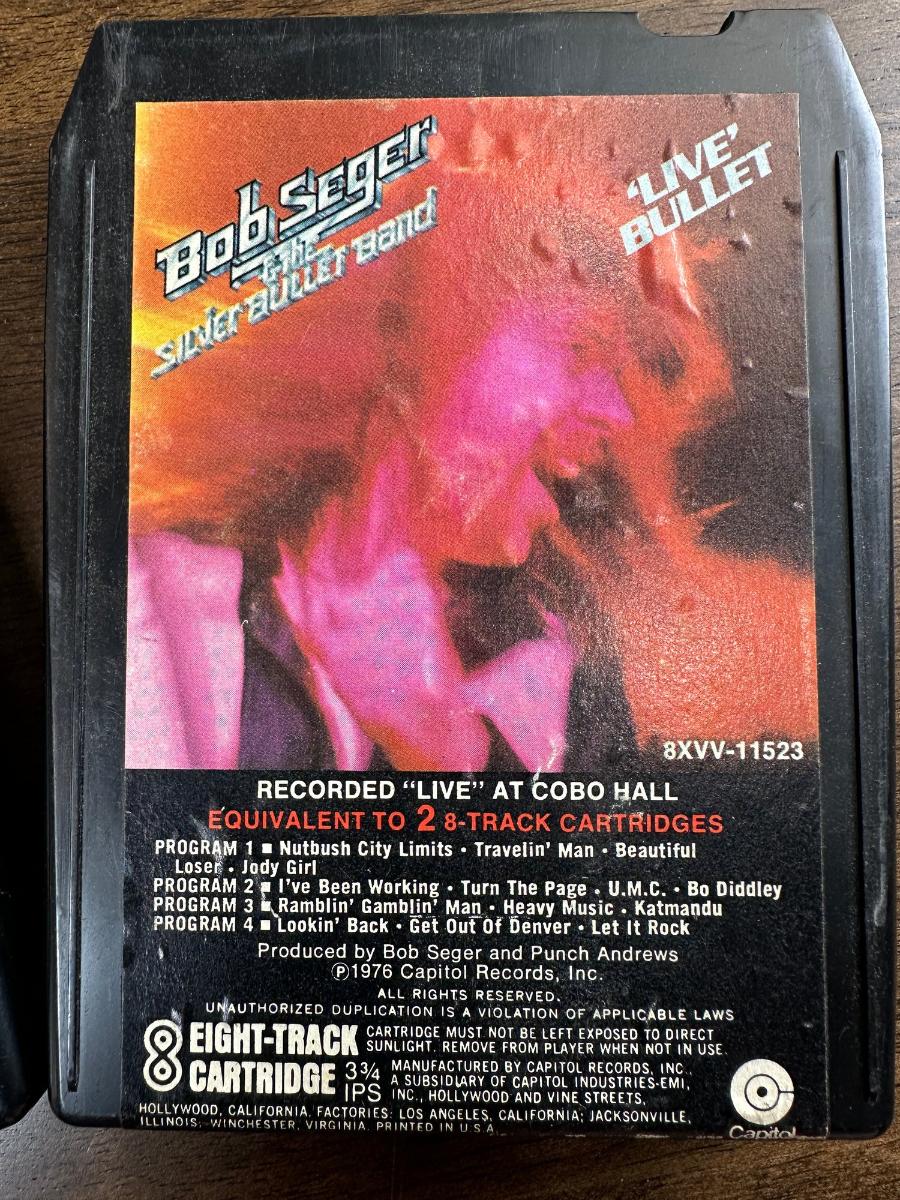 Bob Seger
& the
Silver Bullet Band
'LIVE'
BULLET
8XVV-11523
RECORDED "LIVE" AT COBO HALL
EQUIVALENT TO 2 8-TRACK CARTRIDGES
PROGRAM 1 ■ Nutbush City Limits • Travelin' Man • Beautiful
Loser • Jody Girl
PROGRAM 2 ■ I've Been Working • Turn The Page • U.M.C. • Bo Diddley
PROGRAM 3 ■ Ramblin' Gamblin' Man • Heavy Music • Katmandu
PROGRAM 4 ■ Lookin' Back • Get Out Of Denver • Let It Rock
Produced by Bob Seger and Punch Andrews
℗1976 Capitol Records, Inc.
ALL RIGHTS RESERVED.
UNAUTHORIZED DUPLICATION IS A VIOLATION OF APPLICABLE LAWS
8 EIGHT-TRACK
CARTRIDGE 3¾
IPS
CARTRIDGE MUST NOT BE LEFT EXPOSED TO DIRECT
SUNLIGHT. REMOVE FROM PLAYER WHEN NOT IN USE.
MANUFACTURED BY CAPITOL RECORDS, INC.,
A SUBSIDIARY OF CAPITOL INDUSTRIES-EMI,
INC., HOLLYWOOD AND VINE STREETS,
HOLLYWOOD, CALIFORNIA. FACTORIES: LOS ANGELES, CALIFORNIA; JACKSONVILLE,
ILLINOIS; WINCHESTER, VIRGINIA. PRINTED IN U.S.A.
Capitol